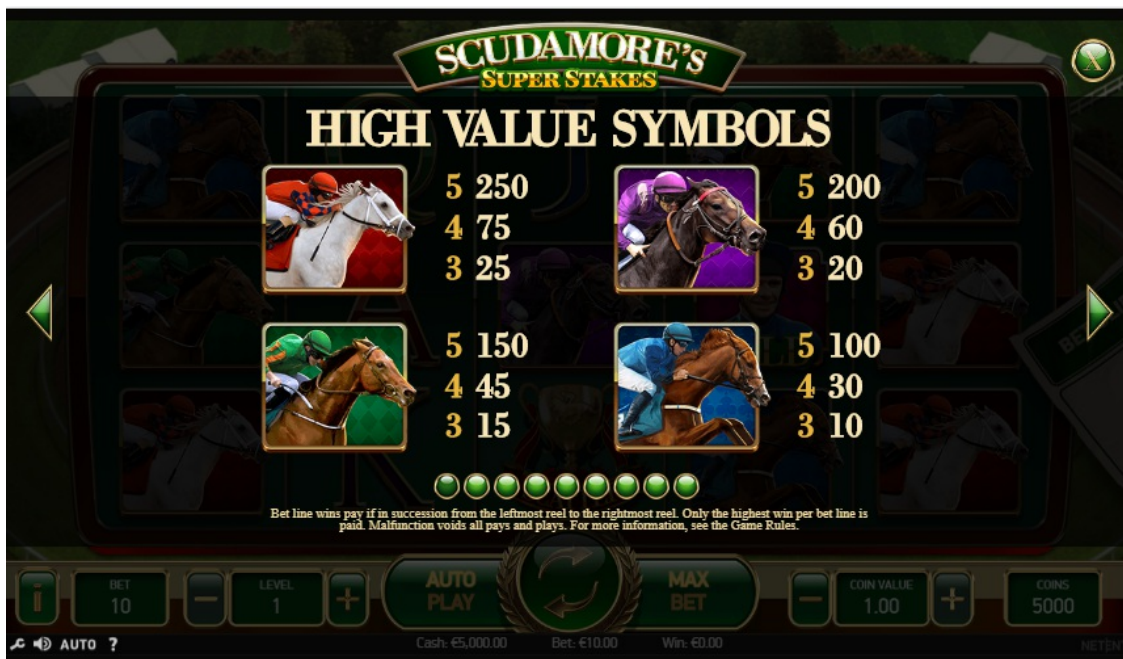 SCUDAMORE's
SUPER STAKES
X
HIGH VALUE SYMBOLS
5 250
4 75
3 25
5 200
4 60
3 20
5 150
4 45
3 15
5 100
4 30
3 10
Bet line wins pay if in succession from the leftmost reel to the rightmost reel. Only the highest win per bet line is
paid. Malfunction voids all pays and plays. For more information, see the Game Rules.
i
BET
10
LEVEL
1
AUTO
PLAY
MAX
BET
COIN VALUE
1.00
COINS
5000
AUTO ?
Cash: €5,000.00 Bet: €10.00 Win: €0.00
NETENT